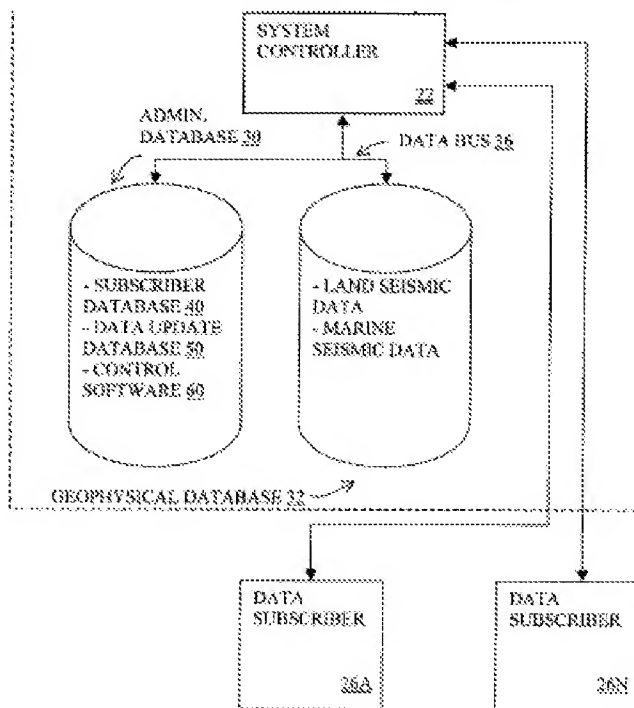 SYSTEM
CONTROLLER
22
ADMIN.
DATABASE 30
DATA BUS 36
- SUBSCRIBER
DATABASE 40
- DATA UPDATE
DATABASE 50
- CONTROL
SOFTWARE 60
- LAND SEISMIC
DATA
- MARINE
SEISMIC DATA
GEOPHYSICAL DATABASE 32
DATA
SUBSCRIBER
26A
DATA
SUBSCRIBER
26N